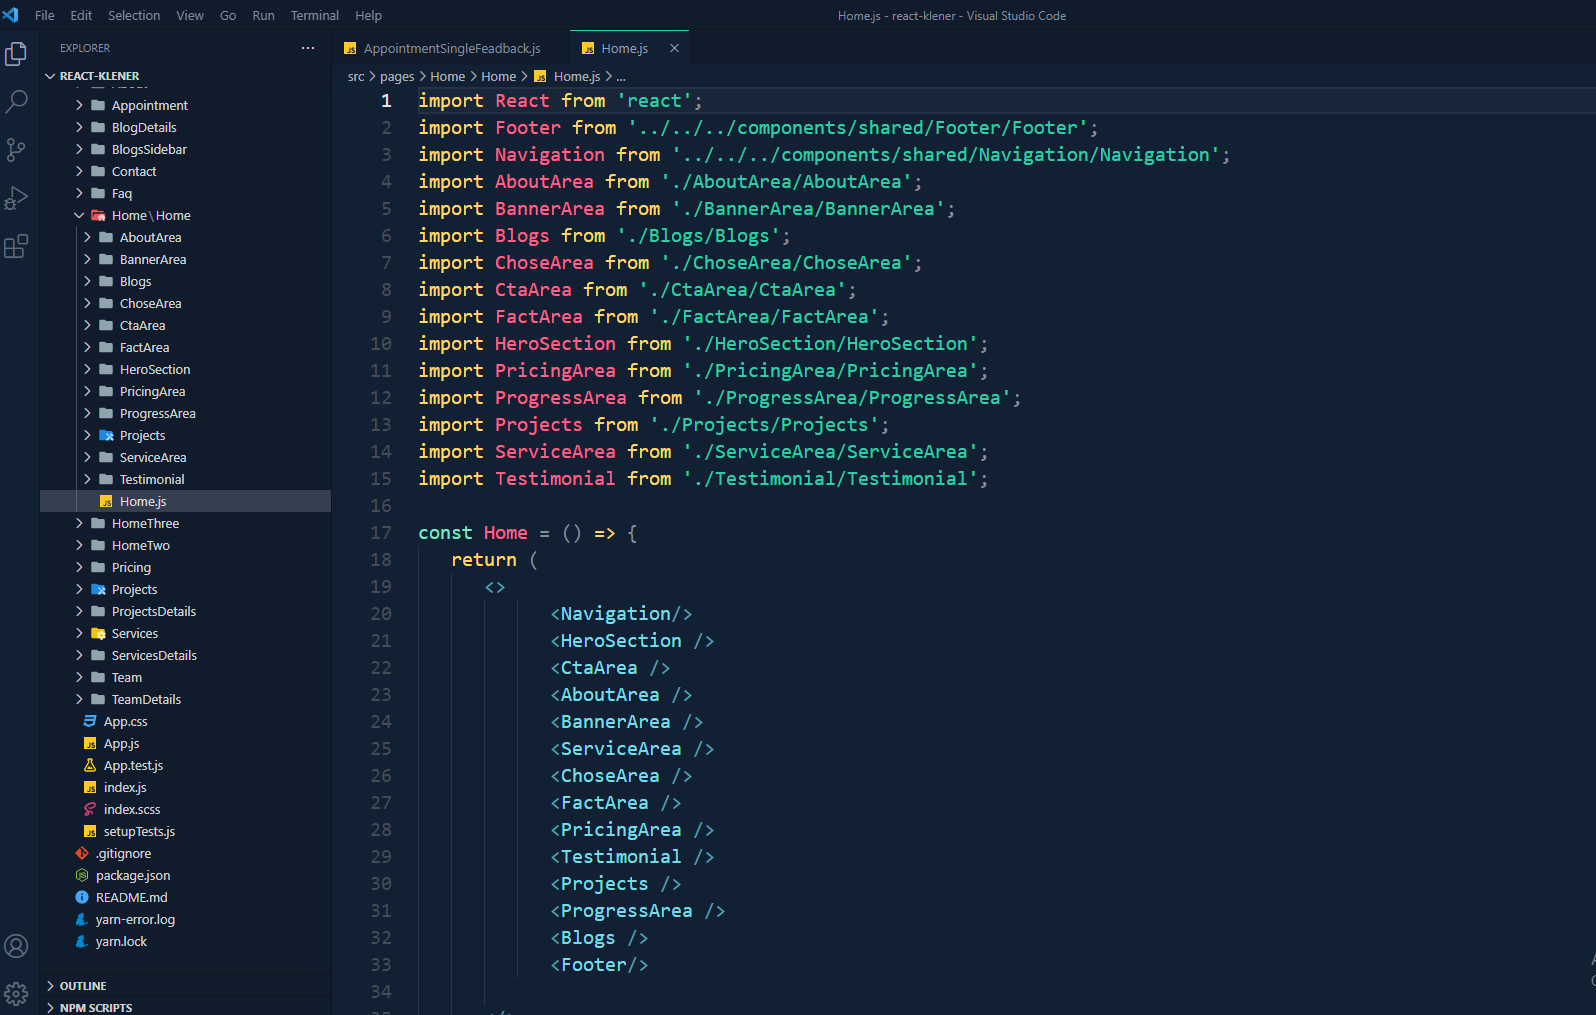 File Edit Selection View Go Run Terminal Help
Home.js - react-klener - Visual Studio Code
EXPLORER
REACT-KLENER
Appointment
BlogDetails
BlogsSidebar
Contact
Faq
Home\Home
AboutArea
BannerArea
Blogs
ChoseArea
CtaArea
FactArea
HeroSection
PricingArea
ProgressArea
Projects
ServiceArea
Testimonial
Home.js
HomeThree
HomeTwo
Pricing
Projects
ProjectsDetails
Services
ServicesDetails
Team
TeamDetails
App.css
App.js
App.test.js
index.js
index.scss
setupTests.js
.gitignore
package.json
README.md
yarn-error.log
yarn.lock
OUTLINE
NPM SCRIPTS
AppointmentSingleFeadback.js
Home.js
src > pages > Home > Home > Home.js > ...
1 import React from 'react';
2 import Footer from '../../../components/shared/Footer/Footer';
3 import Navigation from '../../../components/shared/Navigation/Navigation';
4 import AboutArea from './AboutArea/AboutArea';
5 import BannerArea from './BannerArea/BannerArea';
6 import Blogs from './Blogs/Blogs';
7 import ChoseArea from './ChoseArea/ChoseArea';
8 import CtaArea from './CtaArea/CtaArea';
9 import FactArea from './FactArea/FactArea';
10 import HeroSection from './HeroSection/HeroSection';
11 import PricingArea from './PricingArea/PricingArea';
12 import ProgressArea from './ProgressArea/ProgressArea';
13 import Projects from './Projects/Projects';
14 import ServiceArea from './ServiceArea/ServiceArea';
15 import Testimonial from './Testimonial/Testimonial';
16
17 const Home = () => {
18 return (
19 <>
20 <Navigation/>
21 <HeroSection />
22 <CtaArea />
23 <AboutArea />
24 <BannerArea />
25 <ServiceArea />
26 <ChoseArea />
27 <FactArea />
28 <PricingArea />
29 <Testimonial />
30 <Projects />
31 <ProgressArea />
32 <Blogs />
33 <Footer/>
34